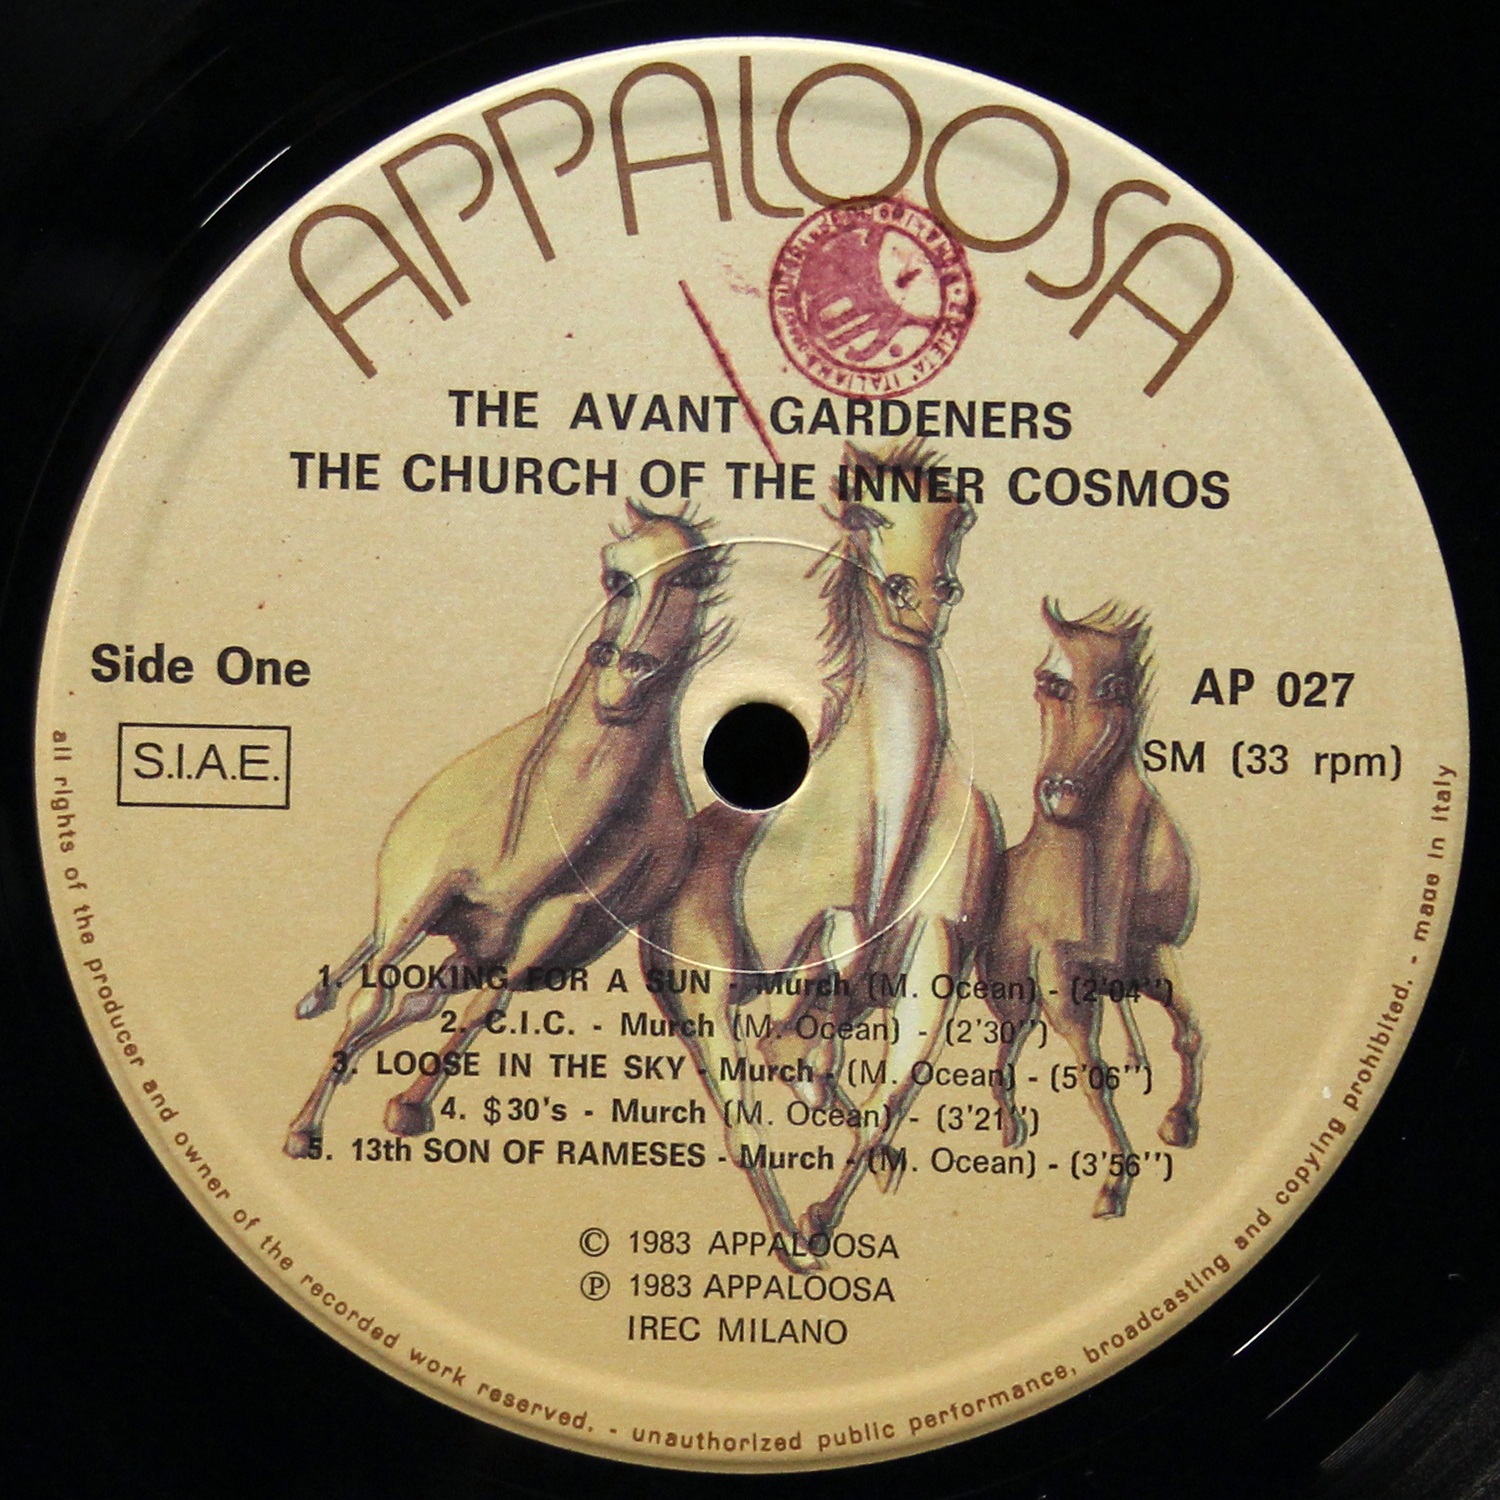 APPALOOSA
THE AVANT GARDENERS
THE CHURCH OF THE INNER COSMOS
Side One
S.I.A.E.
AP 027
SM (33 rpm)
1. LOOKING FOR A SUN - Murch (M. Ocean) - (2'04'')
2. C.I.C. - Murch (M. Ocean) - (2'30'')
3. LOOSE IN THE SKY - Murch - (M. Ocean) - (5'06'')
4. $30's - Murch (M. Ocean) - (3'21'')
5. 13th SON OF RAMESES - Murch - (M. Ocean) - (3'56'')
© 1983 APPALOOSA
℗ 1983 APPALOOSA
IREC MILANO
all rights of the producer and owner of the recorded work reserved. - unauthorized public performance, broadcasting and copying prohibited. - made in Italy